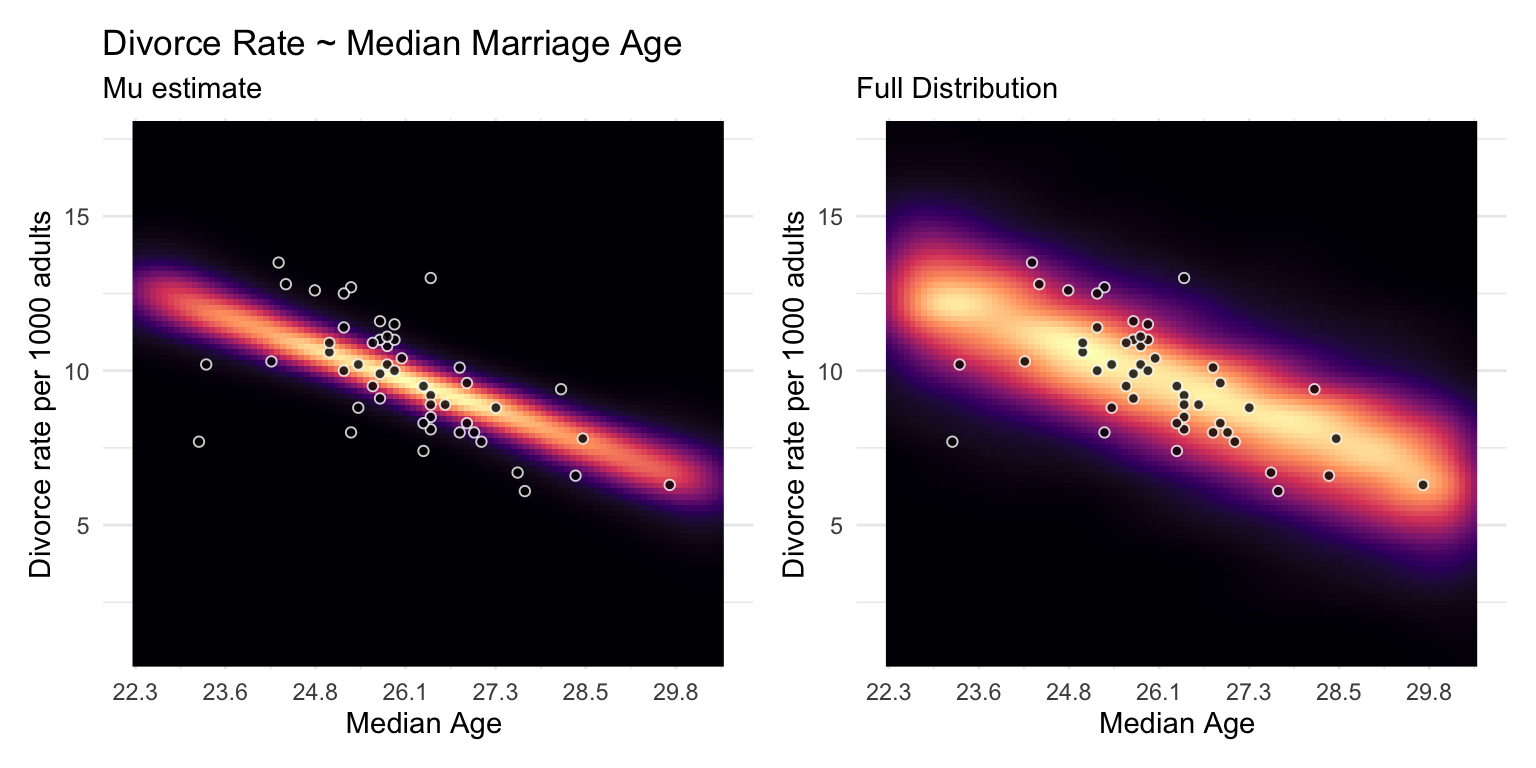 Divorce Rate ~ Median Marriage Age
Mu estimate
Divorce rate per 1000 adults
15
10
5
22.3 23.6 24.8 26.1 27.3 28.5 29.8
Median Age
Full Distribution
Divorce rate per 1000 adults
15
10
5
22.3 23.6 24.8 26.1 27.3 28.5 29.8
Median Age